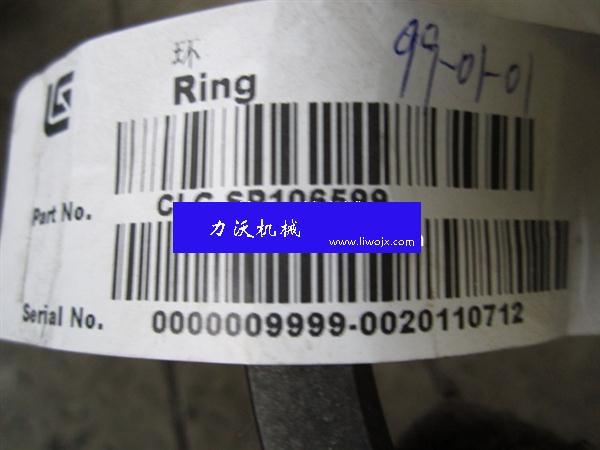 环
Ring
99-01-01
Part No.
力沃机械
www.liwojx.com
Serial No.
0000009999-0020110712